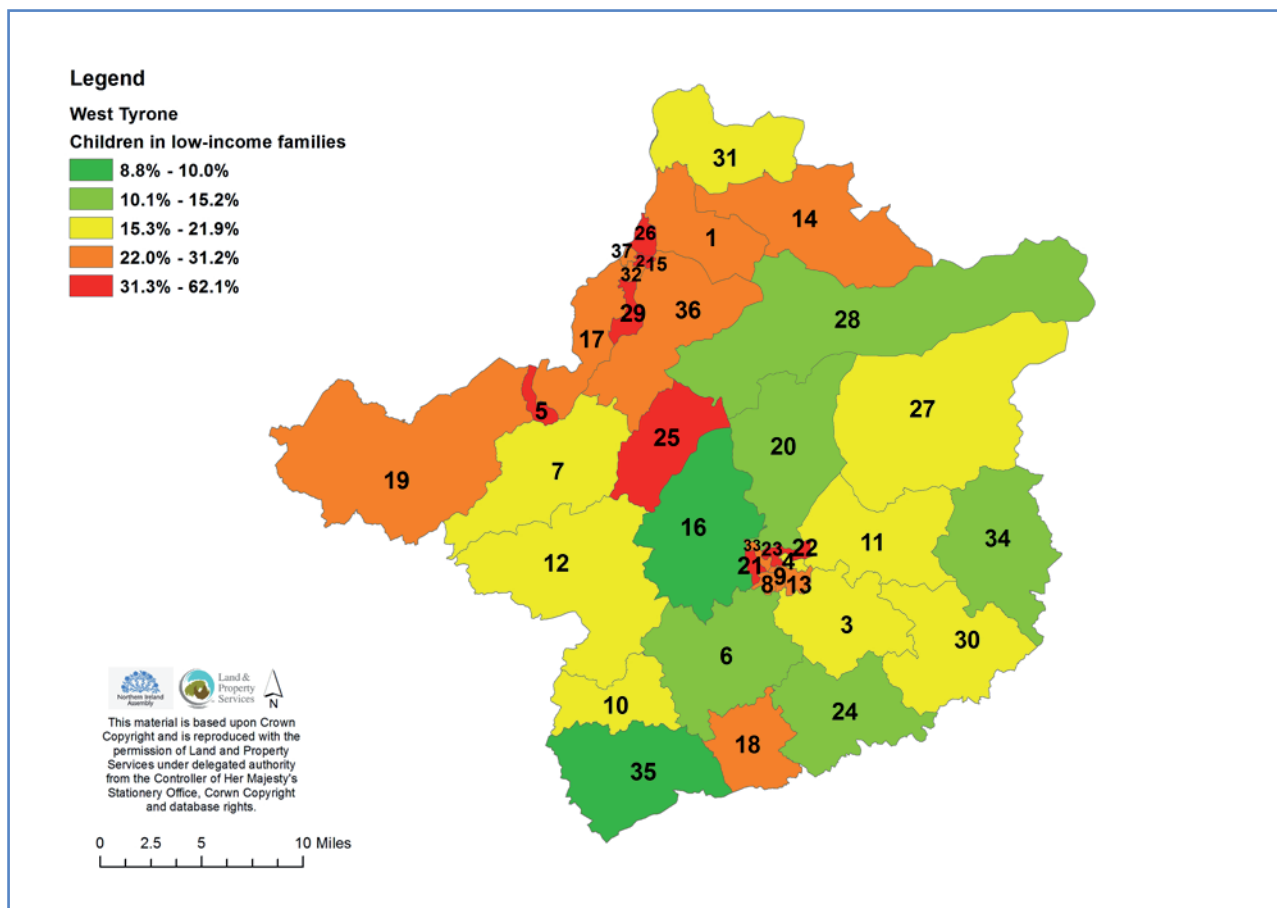 Legend
West Tyrone
Children in low-income families
8.8% - 10.0%
10.1% - 15.2%
15.3% - 21.9%
22.0% - 31.2%
31.3% - 62.1%
31
14
26
1
37
2
15
32
36
29
28
17
27
5
25
20
7
19
16
11
34
12
33
23
22
21
4
9
8
13
3
30
6
10
24
18
35
Northern Ireland
Assembly
Land &
Property
Services
N
This material is based upon Crown
Copyright and is reproduced with the
permission of Land and Property
Services under delegated authority
from the Controller of Her Majesty's
Stationery Office, Corwn Copyright
and database rights.
0 2.5 5 10 Miles